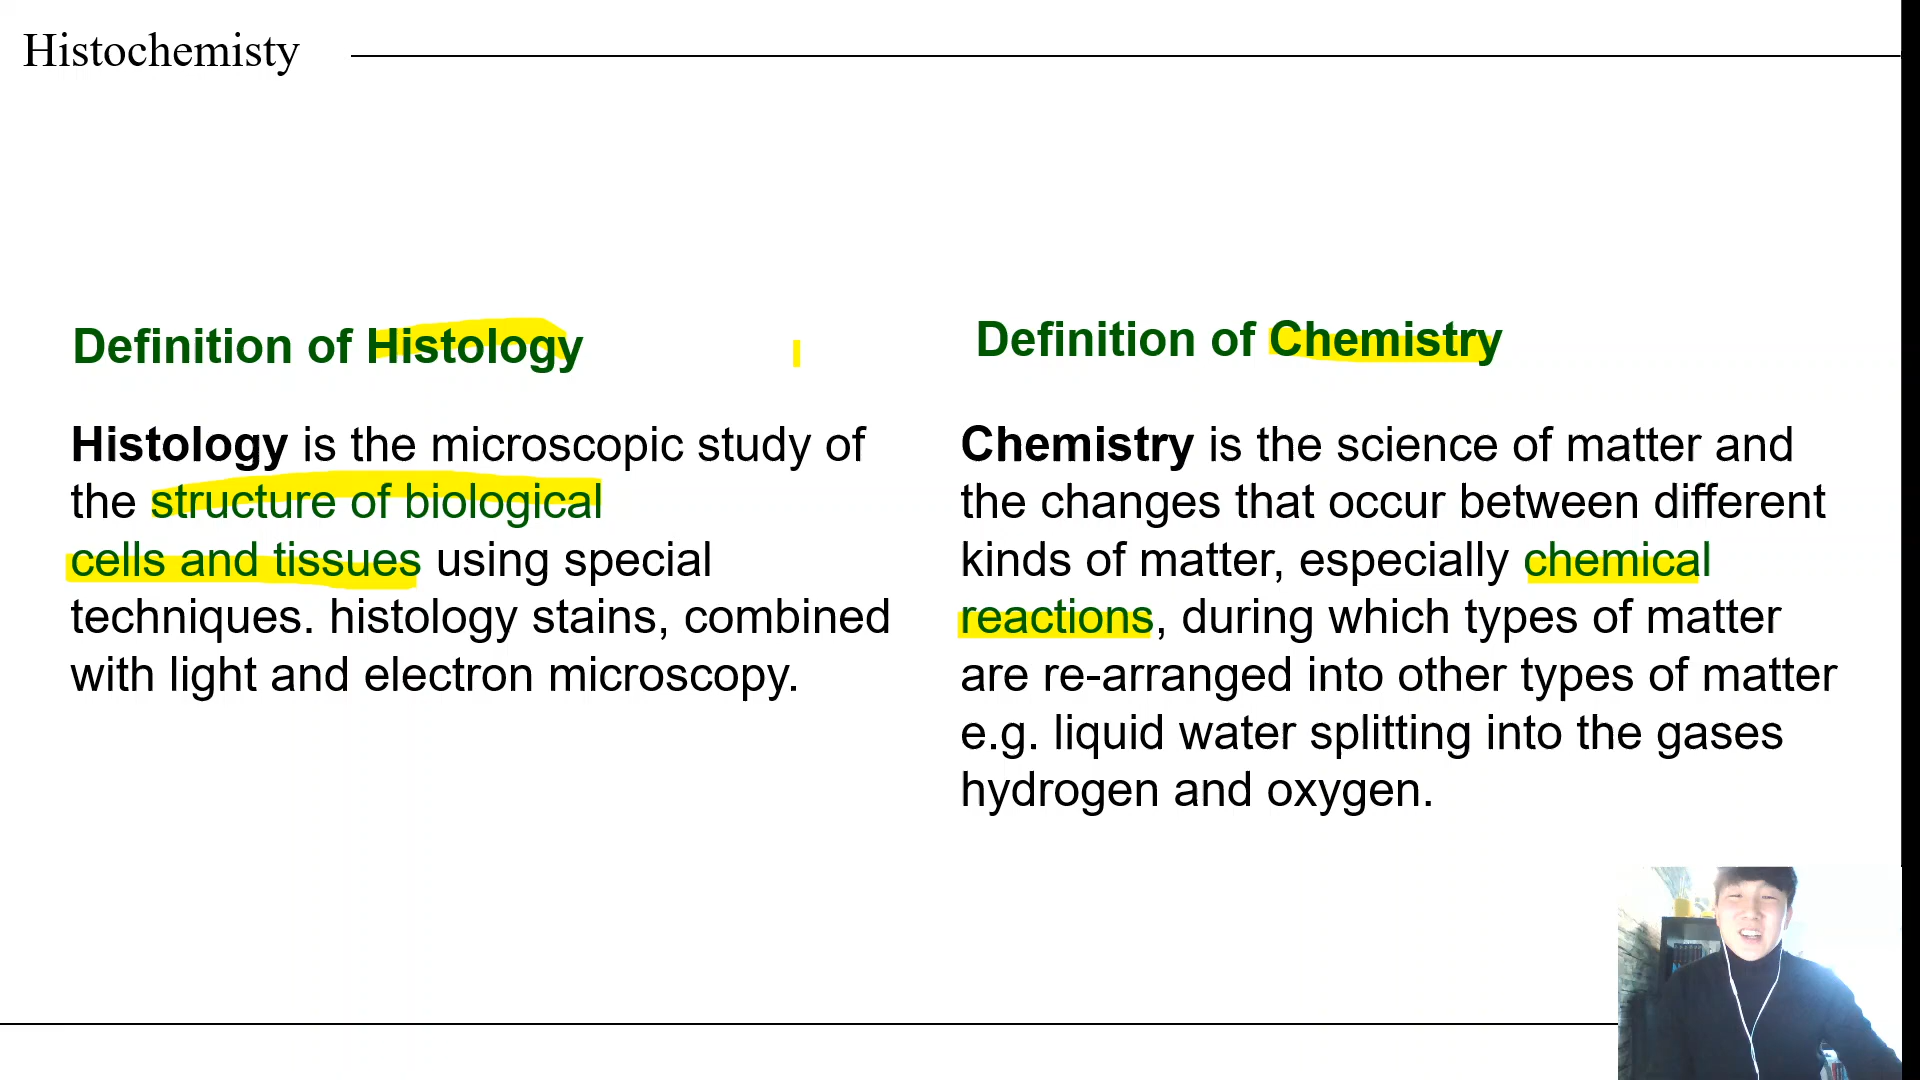 Histochemisty
Definition of Histology
Histology is the microscopic study of
the structure of biological
cells and tissues using special
techniques. histology stains, combined
with light and electron microscopy.
Definition of Chemistry
Chemistry is the science of matter and
the changes that occur between different
kinds of matter, especially chemical
reactions, during which types of matter
are re-arranged into other types of matter
e.g. liquid water splitting into the gases
hydrogen and oxygen.